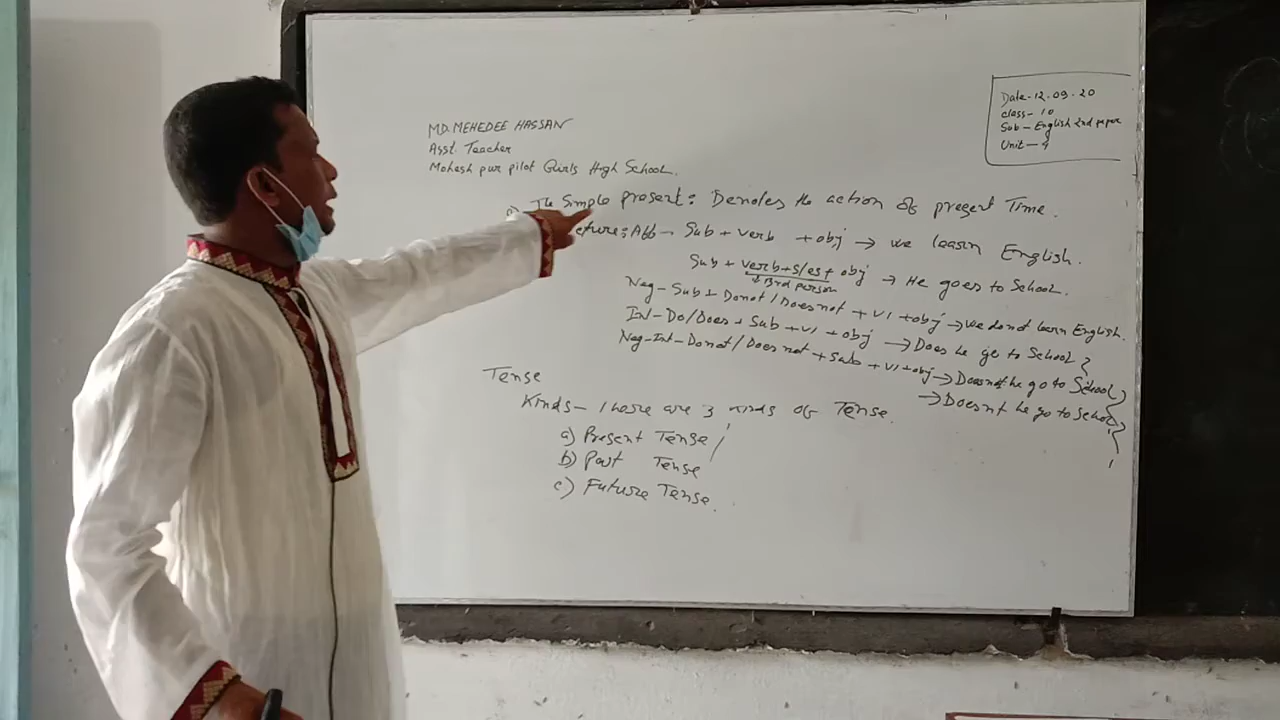 MD. MEHEDEE HASSAN
Asst. Teacher
Mohesh pur pilot Girls High School.
Date - 12.09.20
class - 10
Sub - English 2nd paper
Unit - 4
a) The Simple present: Denotes the action of present Time.
cture: Aff - Sub + verb + obj → we learn English.
Sub + verb + s/es + obj → He goes to School.
↓ 3rd person
Neg - Sub + Do not / Does not + v1 + obj → we do not learn English.
Int - Do/Does + Sub + v1 + obj → Does he go to School ?
Neg-Int - Do not / Does not + Sub + v1 + obj → Does not he go to School ?
→ Doesn't he go to School ?
Tense
Kinds - There are 3 kinds of Tense.
a) Present Tense /
b) Past Tense
c) Future Tense.